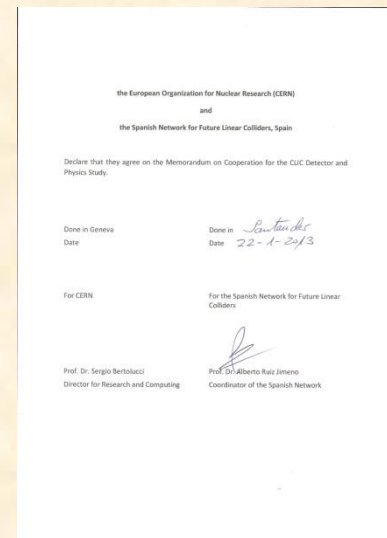 the European Organization for Nuclear Research (CERN)
and
the Spanish Network for Future Linear Colliders, Spain
Declare that they agree on the Memorandum on Cooperation for the CLIC Detector and
Physics Study.
Done in Geneva
Date
Done in Santander
Date 22-1-2013
For CERN
For the Spanish Network for Future Linear
Colliders
Prof. Dr. Sergio Bertolucci
Director for Research and Computing
Prof. Dr. Alberto Ruiz Jimeno
Coordinator of the Spanish Network